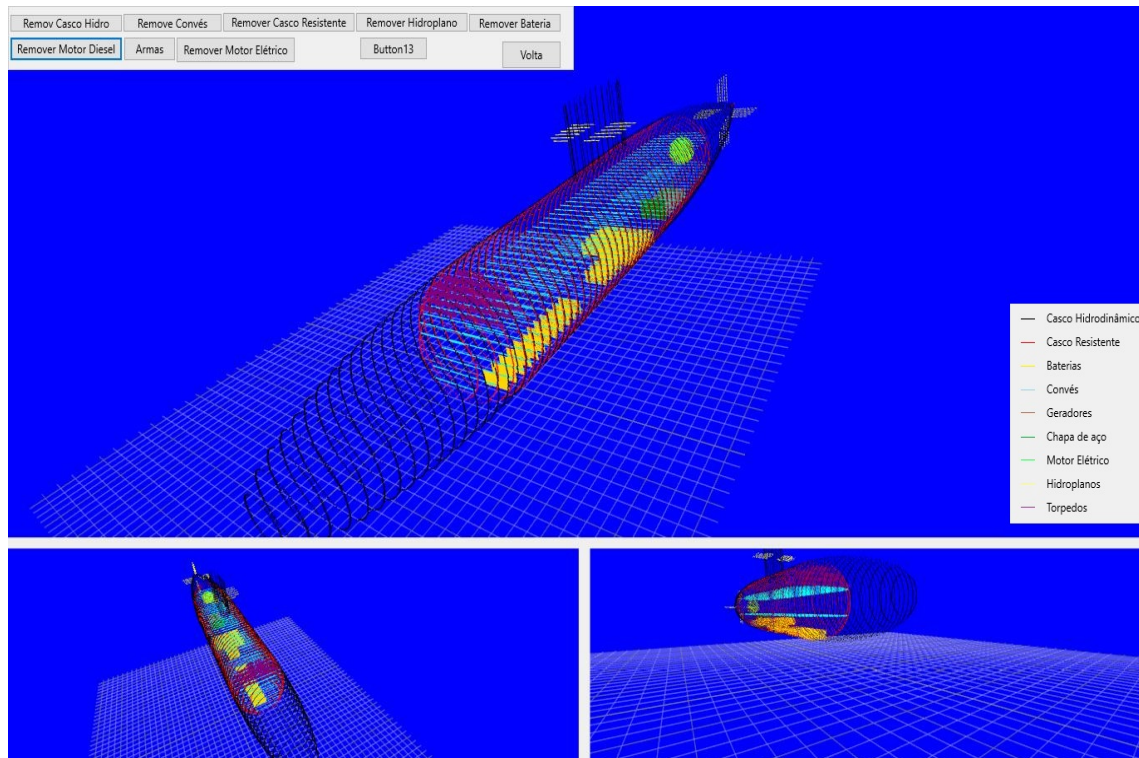 Remov Casco Hidro Remove Convés Remover Casco Resistente Remover Hidroplano Remover Bateria
Remover Motor Diesel Armas Remover Motor Elétrico Button13 Volta
Casco Hidrodinâmico
Casco Resistente
Baterias
Convés
Geradores
Chapa de aço
Motor Elétrico
Hidroplanos
Torpedos